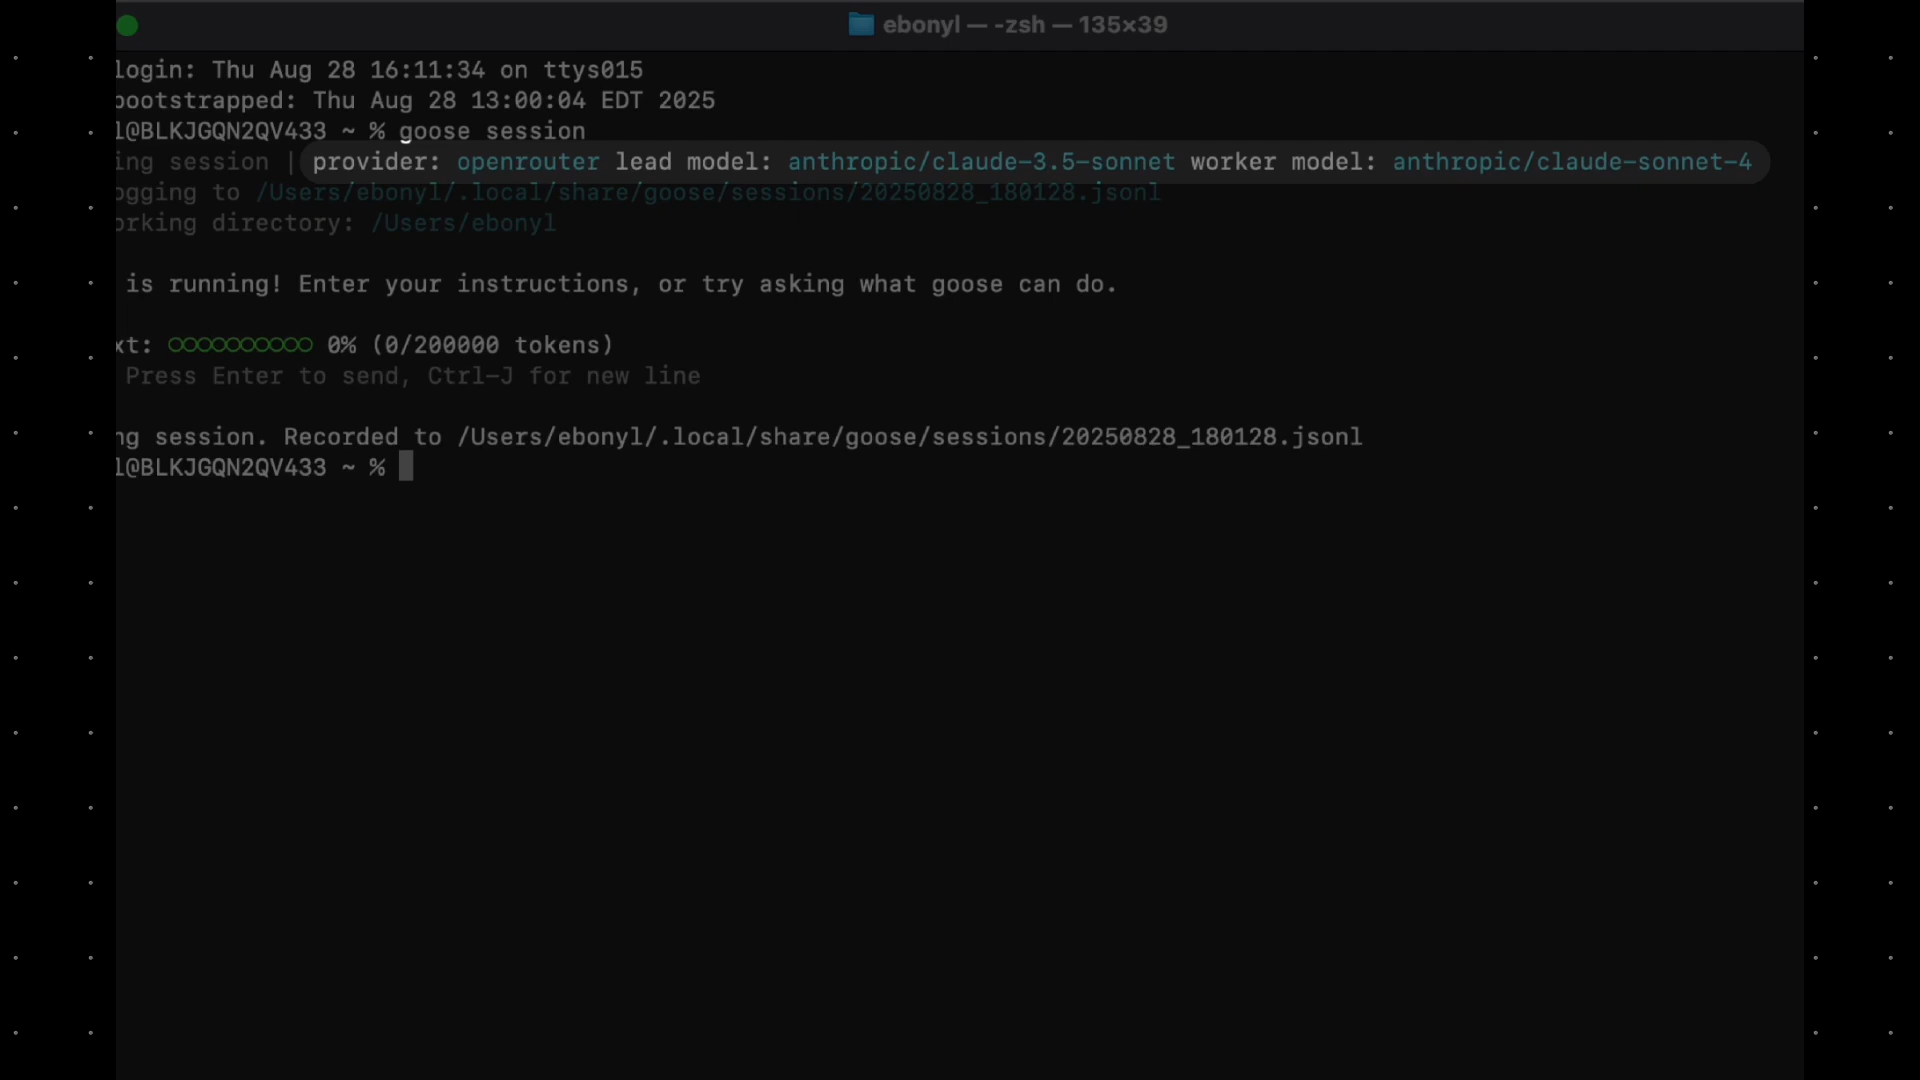 ebonyl — -zsh — 135×39
login: Thu Aug 28 16:11:34 on ttys015
bootstrapped: Thu Aug 28 13:00:04 EDT 2025
l@BLKJGQN2QV433 ~ % goose session
ing session | provider: openrouter lead model: anthropic/claude-3.5-sonnet worker model: anthropic/claude-sonnet-4
ogging to /Users/ebonyl/.local/share/goose/sessions/20250828_180128.jsonl
orking directory: /Users/ebonyl
is running! Enter your instructions, or try asking what goose can do.
xt: ○○○○○○○○○○ 0% (0/200000 tokens)
Press Enter to send, Ctrl-J for new line
ng session. Recorded to /Users/ebonyl/.local/share/goose/sessions/20250828_180128.jsonl
l@BLKJGQN2QV433 ~ %